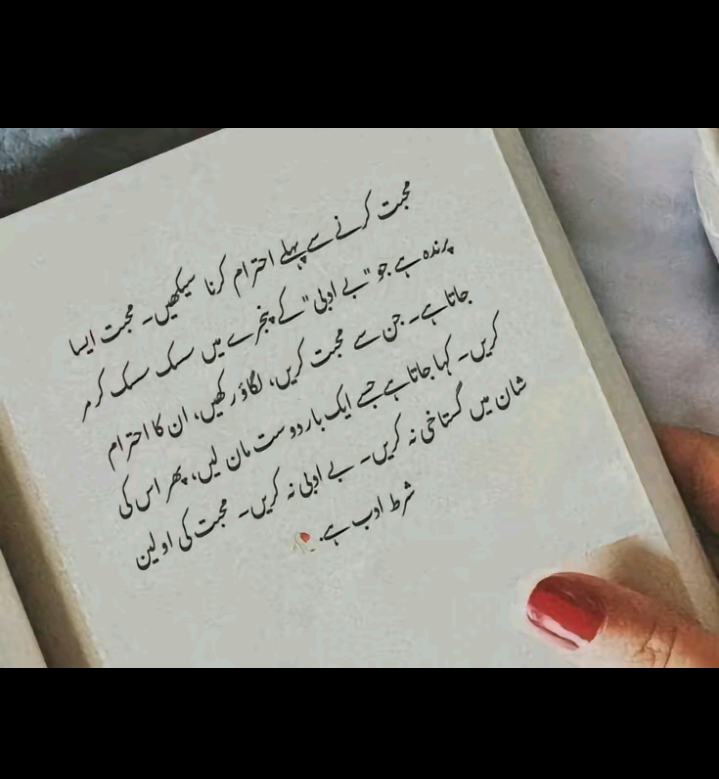 محبت کرنے سے پہلے احترام کرنا سیکھیں۔ محبت ایسا
پرندہ ہے جو "بے ادبی" کے پنجرے میں سسک سسک کر مر
جاتا ہے۔ جن سے محبت کریں، لگاؤ رکھیں، ان کا احترام
کریں۔ کہا جاتا ہے جسے ایک بار دوست مان لیں، پھر اس کی
شان میں گستاخی نہ کریں۔ بے ادبی نہ کریں۔ محبت کی اولین
شرط ادب ہے۔